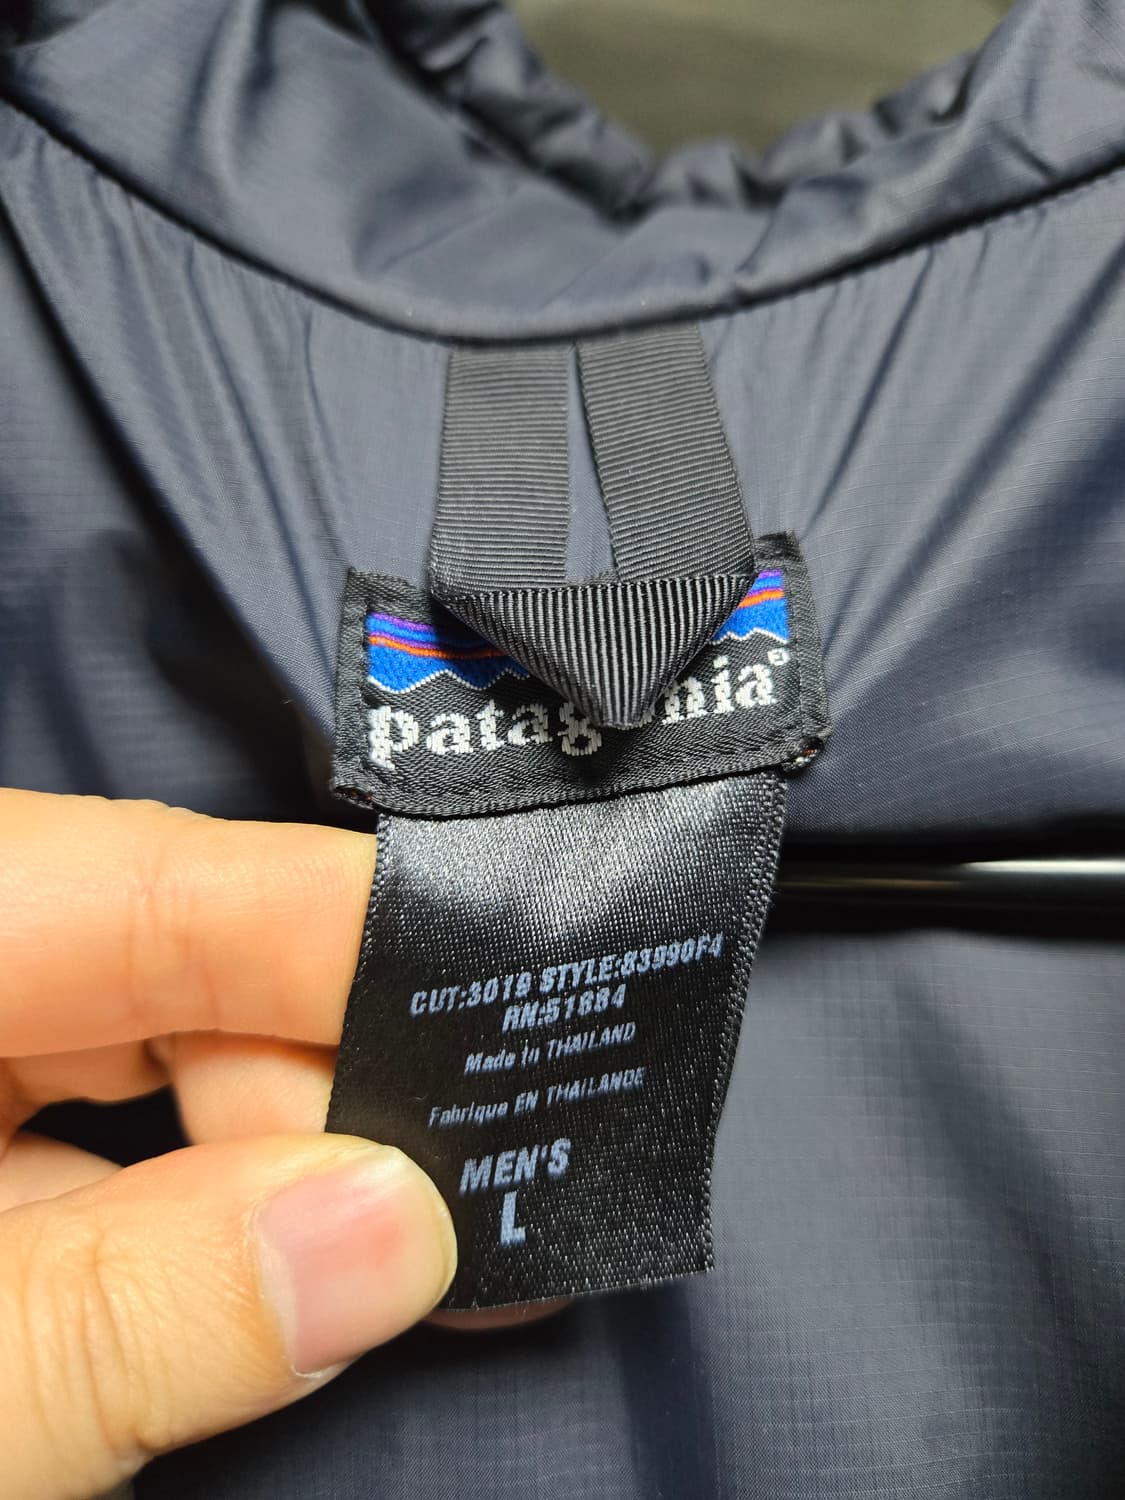 patagonia®
CUT:3019 STYLE:83990F4
RN:51884
Made in THAILAND
Fabrique EN THAILANDE
MEN'S
L